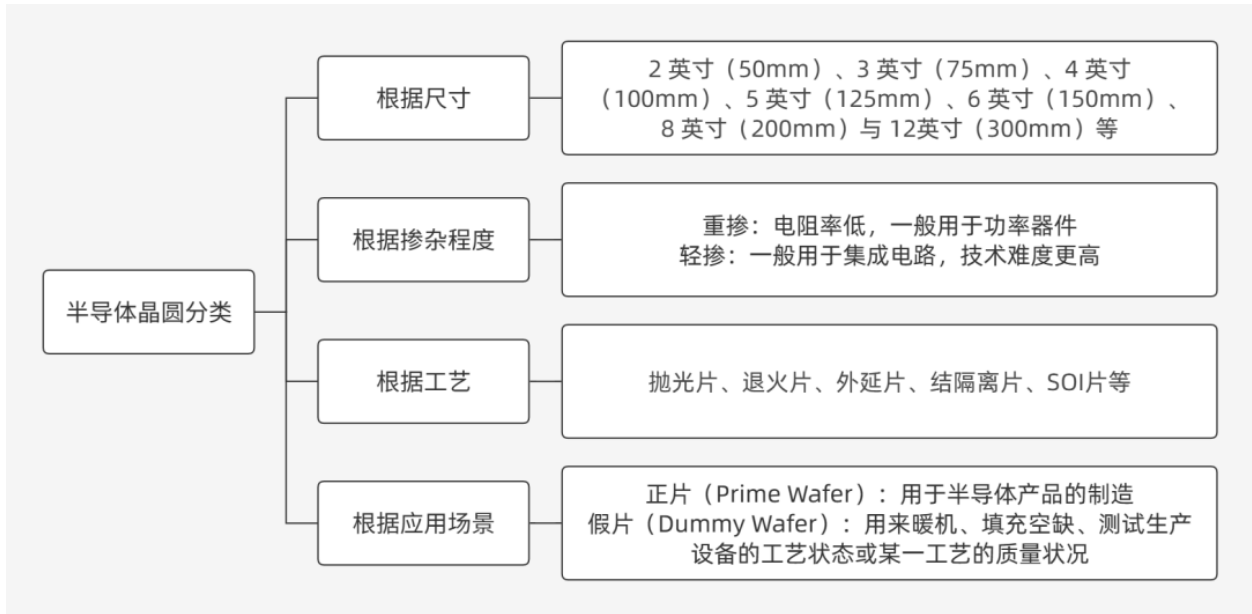 半导体晶圆分类
根据尺寸
2 英寸（50mm）、3 英寸（75mm）、4 英寸
（100mm）、5 英寸（125mm）、6 英寸（150mm）、
8 英寸（200mm）与 12英寸（300mm）等
根据掺杂程度
重掺：电阻率低，一般用于功率器件
轻掺：一般用于集成电路，技术难度更高
根据工艺
抛光片、退火片、外延片、结隔离片、SOI片等
根据应用场景
正片（Prime Wafer）：用于半导体产品的制造
假片（Dummy Wafer）：用来暖机、填充空缺、测试生产
设备的工艺状态或某一工艺的质量状况